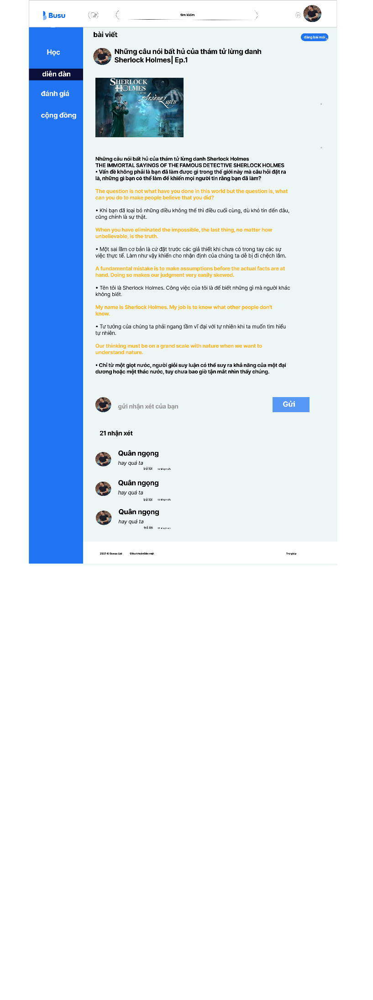 Busu
tìm kiếm
bài viết
đăng bài mới
Học
diễn đàn
đánh giá
cộng đồng
Những câu nói bất hủ của thám tử lừng danh
Sherlock Holmes| Ep.1
SHERLOCK
HOLMES
Arsène Lupin
Những câu nói bất hủ của thám tử lừng danh Sherlock Holmes
THE IMMORTAL SAYINGS OF THE FAMOUS DETECTIVE SHERLOCK HOLMES
• Vấn đề không phải là bạn đã làm được gì trong thế giới này mà câu hỏi đặt ra
là, những gì bạn có thể làm để khiến mọi người tin rằng bạn đã làm?
The question is not what have you done in this world but the question is, what
can you do to make people believe that you did?
• Khi bạn đã loại bỏ những điều không thể thì điều cuối cùng, dù khó tin đến đâu,
cũng chính là sự thật.
When you have eliminated the impossible, the last thing, no matter how
unbelievable, is the truth.
• Một sai lầm cơ bản là cứ đặt trước các giả thiết khi chưa có trong tay các sự
việc thực tế. Làm như vậy khiến cho nhận định của chúng ta dễ bị đi chệch lắm.
A fundamental mistake is to make assumptions before the actual facts are at
hand. Doing so makes our judgment very easily skewed.
• Tên tôi là Sherlock Holmes. Công việc của tôi là để biết những gì mà người khác
không biết.
My name is Sherlock Holmes. My job is to know what other people don't
know.
• Tư tưởng của chúng ta phải ngang tầm vĩ đại với tự nhiên khi ta muốn tìm hiểu
tự nhiên.
Our thinking must be on a grand scale with nature when we want to
understand nature.
• Chỉ từ một giọt nước, người giỏi suy luận có thể suy ra khả năng của một đại
dương hoặc một thác nước, tuy chưa bao giờ tận mắt nhìn thấy chúng.
gửi nhận xét của bạn
Gửi
21 nhận xét
Quân ngọng
hay quá ta
trả lời 18 tiếng trước
Quân ngọng
hay quá ta
trả lời 18 tiếng trước
Quân ngọng
hay quá ta
trả lời 18 tiếng trước
2021 © Busuu Ltd Điều khoảnBảo mật Trợ giúp